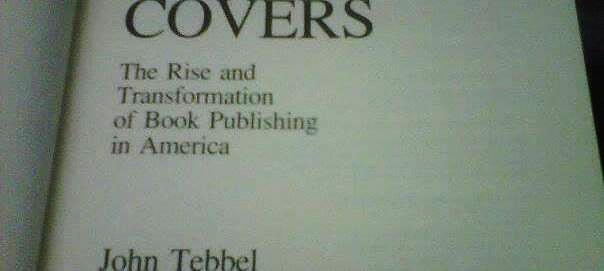 COVERS
The Rise and
Transformation
of Book Publishing
in America
John Tebbel